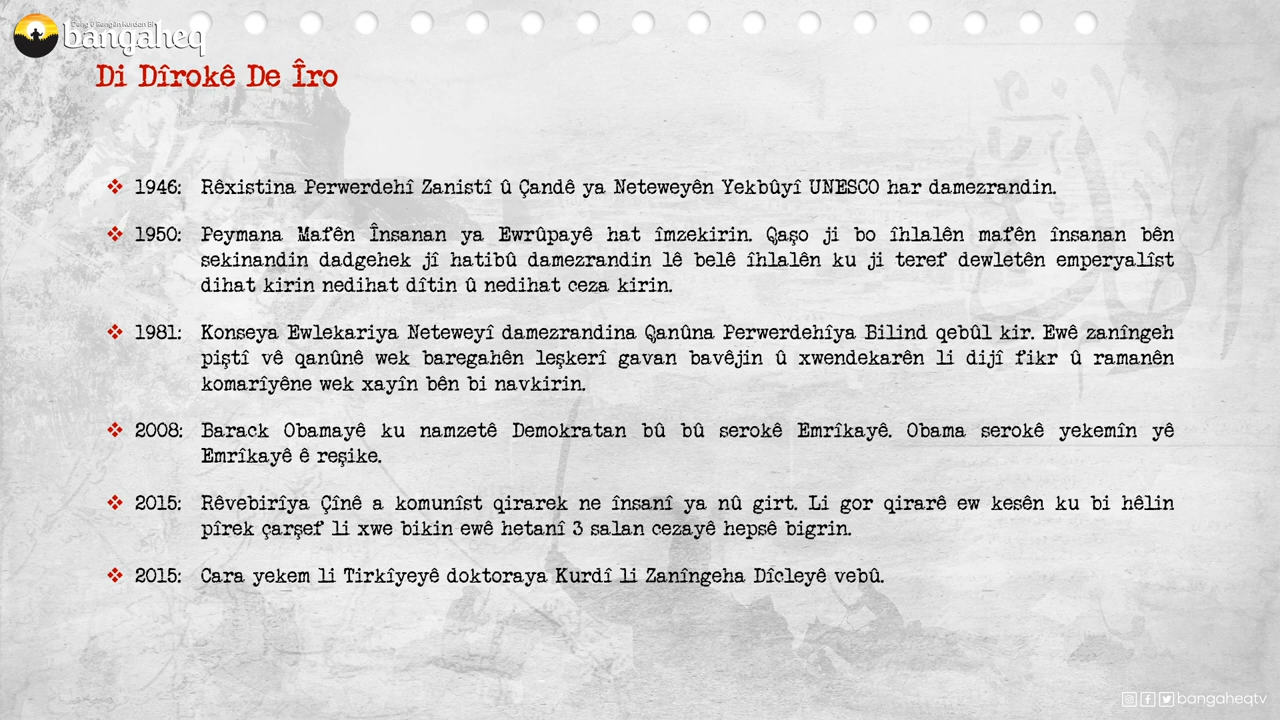 Deng û Rengên Kurdan Bi
bangaheq
Di Dîrokê De Îro
❖ 1946: Rêxistina Perwerdehî Zanistî û Çandê ya Neteweyên Yekbûyî UNESCO har damezrandin.
❖ 1950: Peymana Mafên Însanan ya Ewrûpayê hat îmzekirin. Qaşo ji bo îhlalên mafên însanan bên
sekinandin dadgehek jî hatibû damezrandin lê belê îhlalên ku ji teref dewletên emperyalîst
dihat kirin nedihat dîtin û nedihat ceza kirin.
❖ 1981: Konseya Ewlekariya Neteweyî damezrandina Qanûna Perwerdehîya Bilind qebûl kir. Ewê zanîngeh
piştî vê qanûnê wek baregahên leşkerî gavan bavêjin û xwendekarên li dijî fikr û ramanên
komarîyêne wek xayîn bên bi navkirin.
❖ 2008: Barack Obamayê ku namzetê Demokratan bû bû serokê Emrîkayê. Obama serokê yekemîn yê
Emrîkayê ê reşike.
❖ 2015: Rêvebirîya Çînê a komunîst qirarek ne însanî ya nû girt. Li gor qirarê ew kesên ku bi hêlin
pîrek çarşef li xwe bikin ewê hetanî 3 salan cezayê hepsê bigrin.
❖ 2015: Cara yekem li Tirkîyeyê doktoraya Kurdî li Zanîngeha Dîcleyê vebû.
bangaheqtv